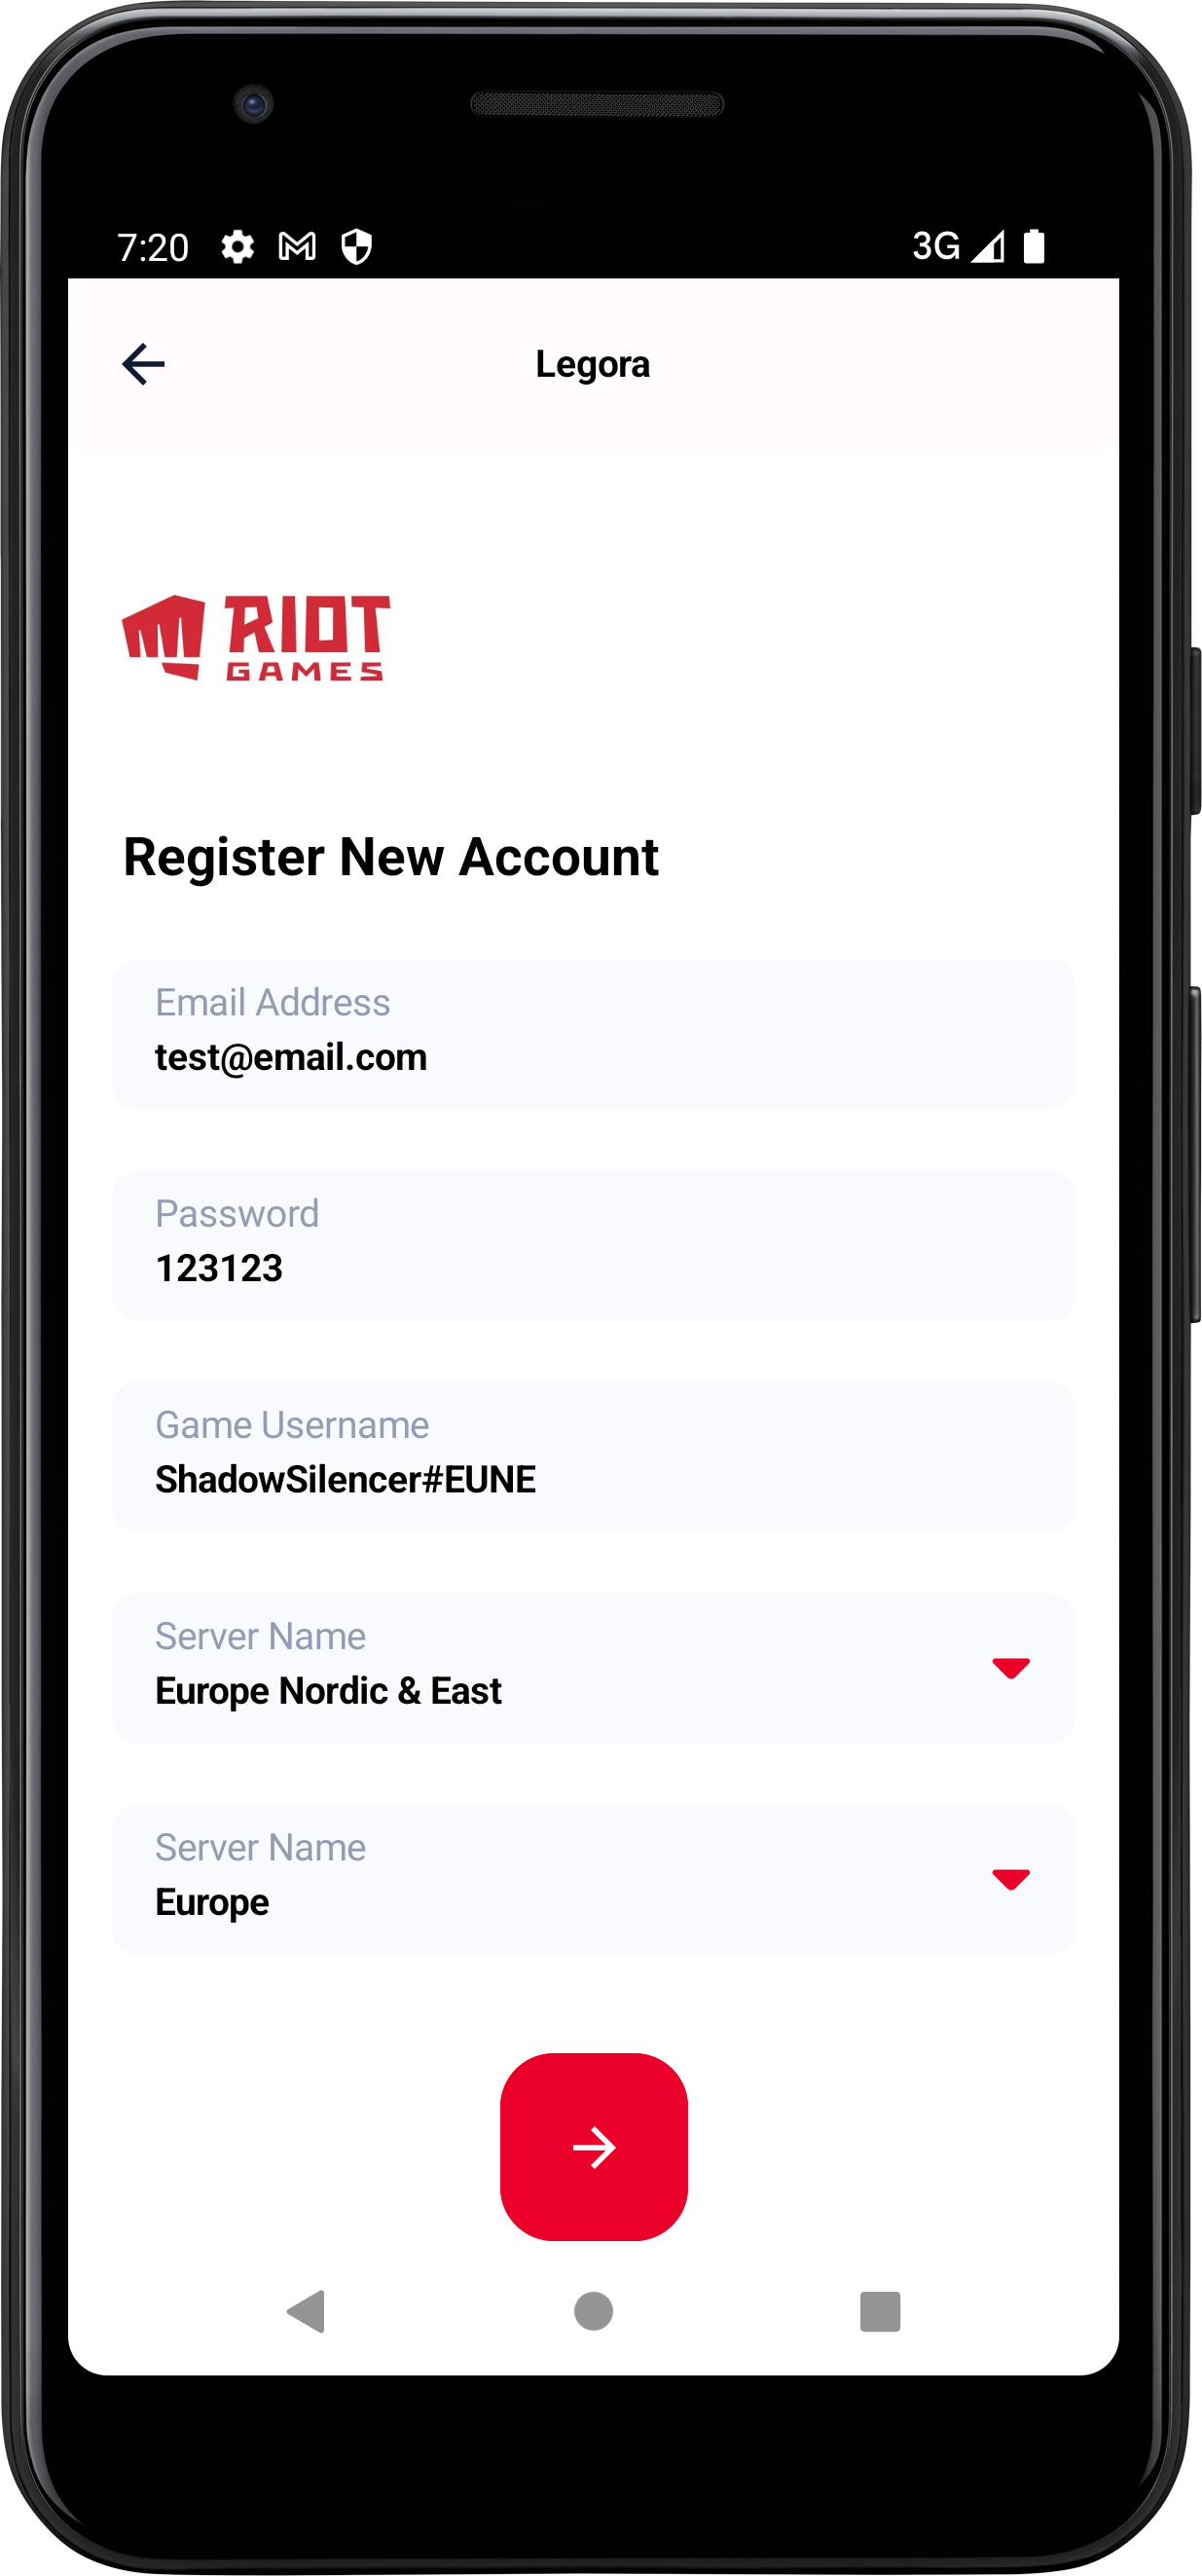 7:20 3G
Legora
RIOT
GAMES
Register New Account
Email Address
test@email.com
Password
123123
Game Username
ShadowSilencer#EUNE
Server Name
Europe Nordic & East
Server Name
Europe